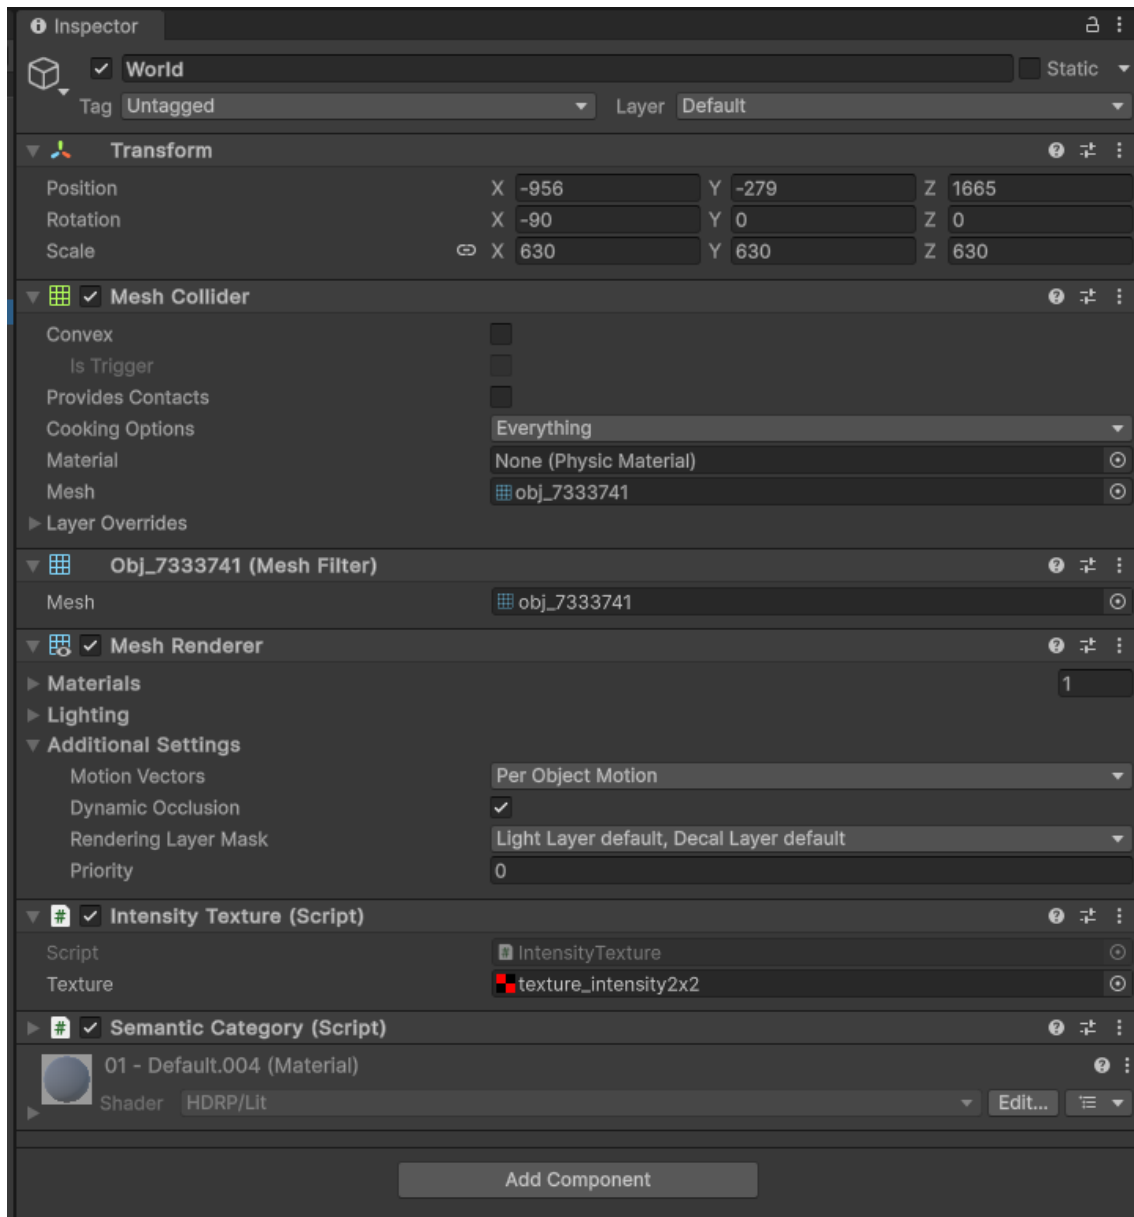 Inspector
World
Static
Tag Untagged Layer Default
Transform
Position X -956 Y -279 Z 1665
Rotation X -90 Y 0 Z 0
Scale X 630 Y 630 Z 630
Mesh Collider
Convex
Is Trigger
Provides Contacts
Cooking Options Everything
Material None (Physic Material)
Mesh obj_7333741
Layer Overrides
Obj_7333741 (Mesh Filter)
Mesh obj_7333741
Mesh Renderer
Materials 1
Lighting
Additional Settings
Motion Vectors Per Object Motion
Dynamic Occlusion
Rendering Layer Mask Light Layer default, Decal Layer default
Priority 0
# Intensity Texture (Script)
Script # IntensityTexture
Texture texture_intensity2x2
# Semantic Category (Script)
01 - Default.004 (Material)
Shader HDRP/Lit Edit...
Add Component